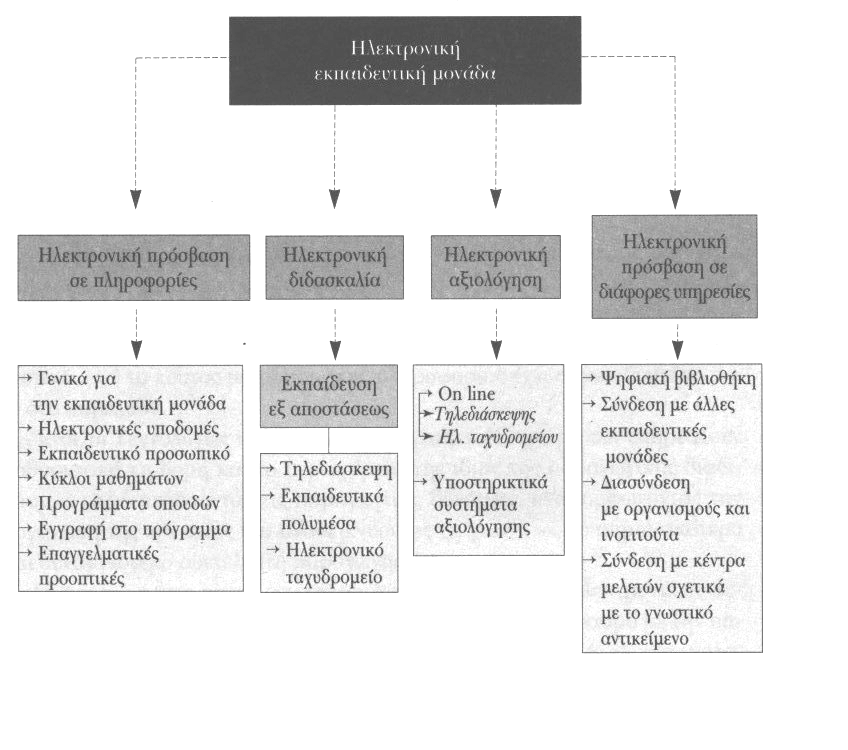 Ηλεκτρονική
εκπαιδευτική μονάδα
Ηλεκτρονική πρόσβαση
σε πληροφορίες
Ηλεκτρονική
διδασκαλία
Ηλεκτρονική
αξιολόγηση
Ηλεκτρονική
πρόσβαση σε
διάφορες υπηρεσίες
Γενικά για
την εκπαιδευτική μονάδα
Ηλεκτρονικές υποδομές
Εκπαιδευτικό προσωπικό
Κύκλοι μαθημάτων
Προγράμματα σπουδών
Εγγραφή στο πρόγραμμα
Επαγγελματικές
προοπτικές
Εκπαίδευση
εξ αποστάσεως
Τηλεδιάσκεψη
Εκπαιδευτικά
πολυμέσα
Ηλεκτρονικό
ταχυδρομείο
On line
Τηλεδιάσκεψης
Ηλ. ταχυδρομείου
Υποστηρικτικά
συστήματα
αξιολόγησης
Ψηφιακή βιβλιοθήκη
Σύνδεση με άλλες
εκπαιδευτικές
μονάδες
Διασύνδεση
με οργανισμούς και
ινστιτούτα
Σύνδεση με κέντρα
μελετών σχετικά
με το γνωστικό
αντικείμενο